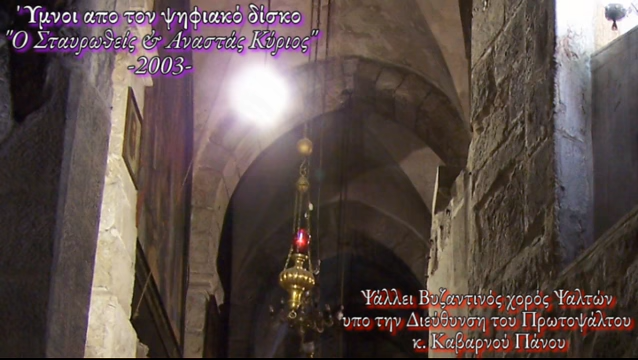 Ύμνοι απο τον ψηφιακό δίσκο
"Ο Σταυρωθείς & Αναστάς Κύριος"
-2003-
Ψάλλει Βυζαντινός χορός Ψαλτών
υπο την Διεύθυνση του Πρωτοψάλτου
κ. Καβάρνού Πάνου